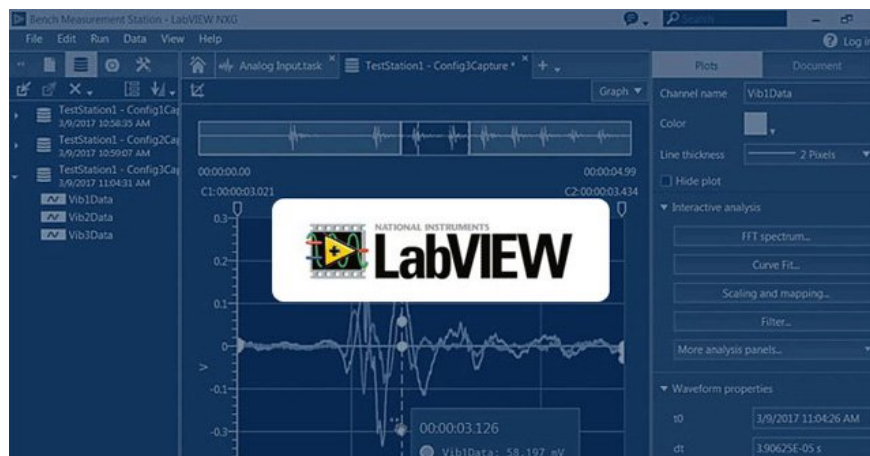 Bench Measurement Station - LabVIEW NXG
Search
File Edit Run Data View Help
Log in
Analog Input.task
TestStation1 - Config3Capture *
Graph
TestStation1 - Config1Cap
3/9/2017 10:58:35 AM
TestStation1 - Config2Cap
3/9/2017 10:59:07 AM
TestStation1 - Config3Cap
3/9/2017 11:04:31 AM
Vib1Data
Vib2Data
Vib3Data
00:00:00.00
00:00:04.99
C1:00:00:03.021
C2:00:00:03.434
0.3
0.2
0.1
0
-0.1
-0.3
V
NATIONAL INSTRUMENTS
LabVIEW
00:00:03.126
Vib1Data: 58.197 mV
Plots
Document
Channel name Vib1Data
Color
Line thickness 2 Pixels
Hide plot
Interactive analysis
FFT spectrum...
Curve Fit...
Scaling and mapping...
Filter...
More analysis panels...
Waveform properties
t0 3/9/2017 11:04:26 AM
dt 3.90625E-05 s